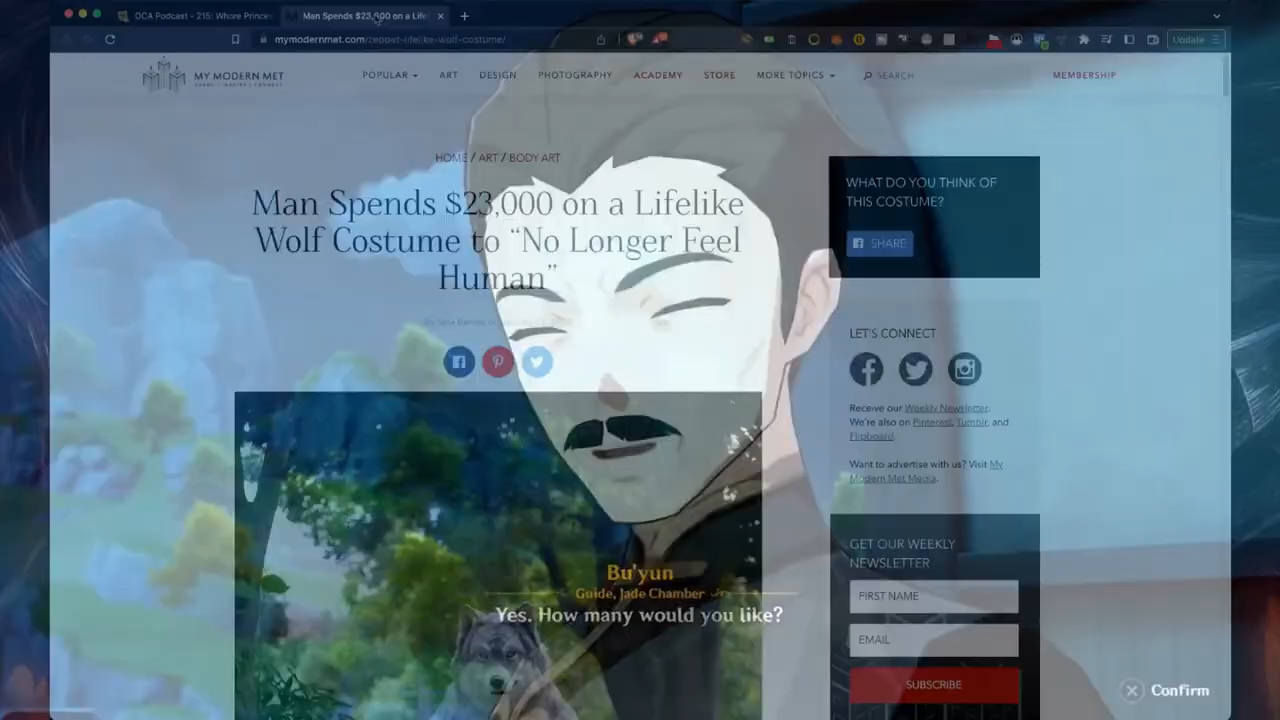 OCA Podcast - 215: Whore Princ
Man Spends $23,000 on a Life
mymodernmet.com/zeppet-lifelike-wolf-costume/
Update
MY MODERN MET
POPULAR
ART
DESIGN
PHOTOGRAPHY
ACADEMY
STORE
MORE TOPICS
SEARCH
MEMBERSHIP
HOME / ART / BODY ART
Man Spends $23,000 on a Lifelike
Wolf Costume to “No Longer Feel
Human”
WHAT DO YOU THINK OF
THIS COSTUME?
SHARE
LET'S CONNECT
Receive our Weekly Newsletter.
We're also on Pinterest, Tumblr, and
Flipboard.
Want to advertise with us? Visit My
Modern Met Media.
GET OUR WEEKLY
NEWSLETTER
FIRST NAME
EMAIL
SUBSCRIBE
Bu'yun
Guide, Jade Chamber
Yes. How many would you like?
Confirm